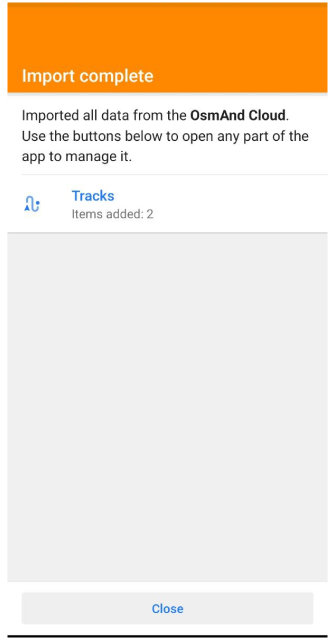 Import complete
Imported all data from the OsmAnd Cloud.
Use the buttons below to open any part of the
app to manage it.
Tracks
Items added: 2
Close